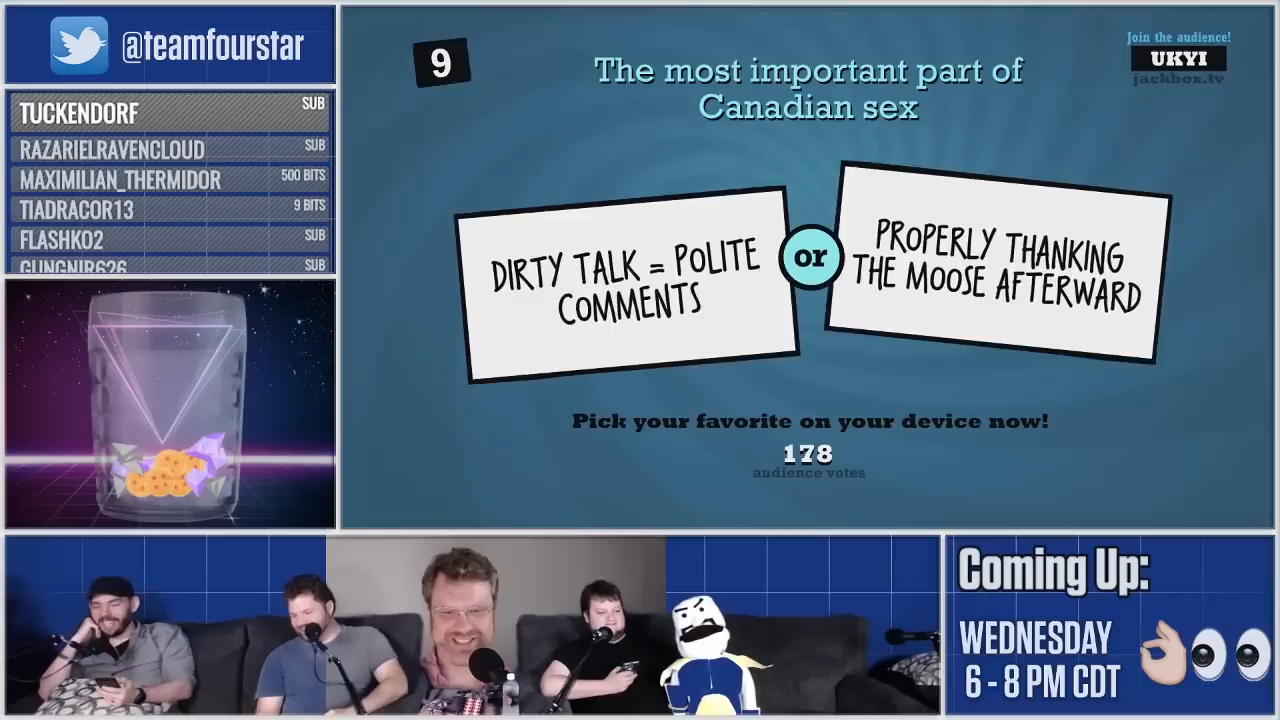 @teamfourstar
TUCKENDORF SUB
RAZARIELRAVENCLOUD SUB
MAXIMILIAN_THERMIDOR 500 BITS
TIADRACOR13 9 BITS
FLASHKO2 SUB
GUNGNIR626 SUB
9
The most important part of
Canadian sex
Join the audience!
UKYI
jackbox.tv
DIRTY TALK = POLITE
COMMENTS
or
PROPERLY THANKING
THE MOOSE AFTERWARD
Pick your favorite on your device now!
178
audience votes
Coming Up:
WEDNESDAY
6 - 8 PM CDT